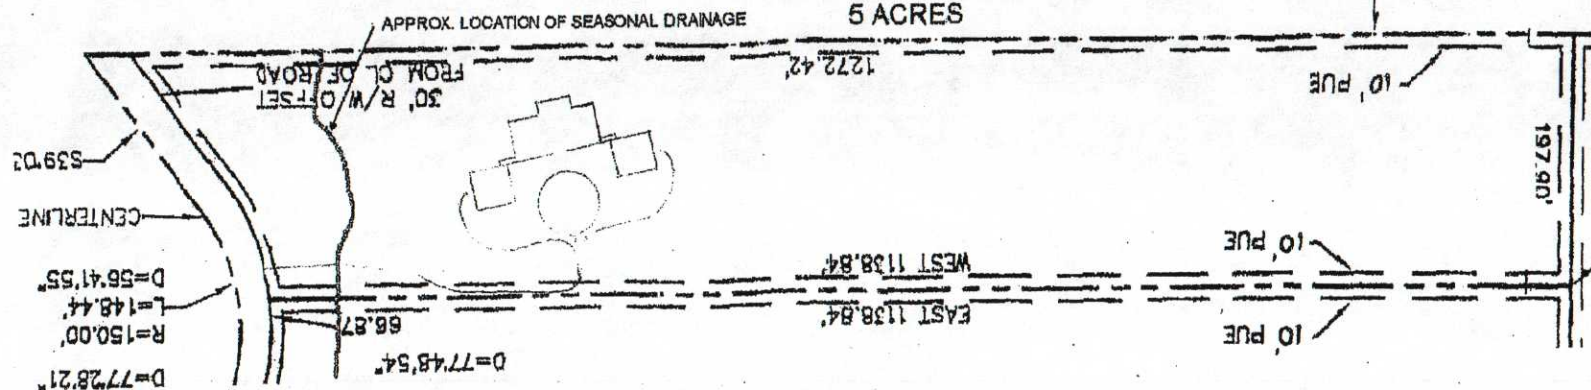 APPROX. LOCATION OF SEASONAL DRAINAGE
5 ACRES
1272.42'
30' R/W OFFSET
FROM CL OF ROAD
10' PUE
197.90'
CENTERLINE
D=56°41'55"
L=148.44'
R=150.00'
D=77°28'21"
66.87
D=77°48'54"
WEST 1138.84'
EAST 1138.84'
10' PUE
10' PUE